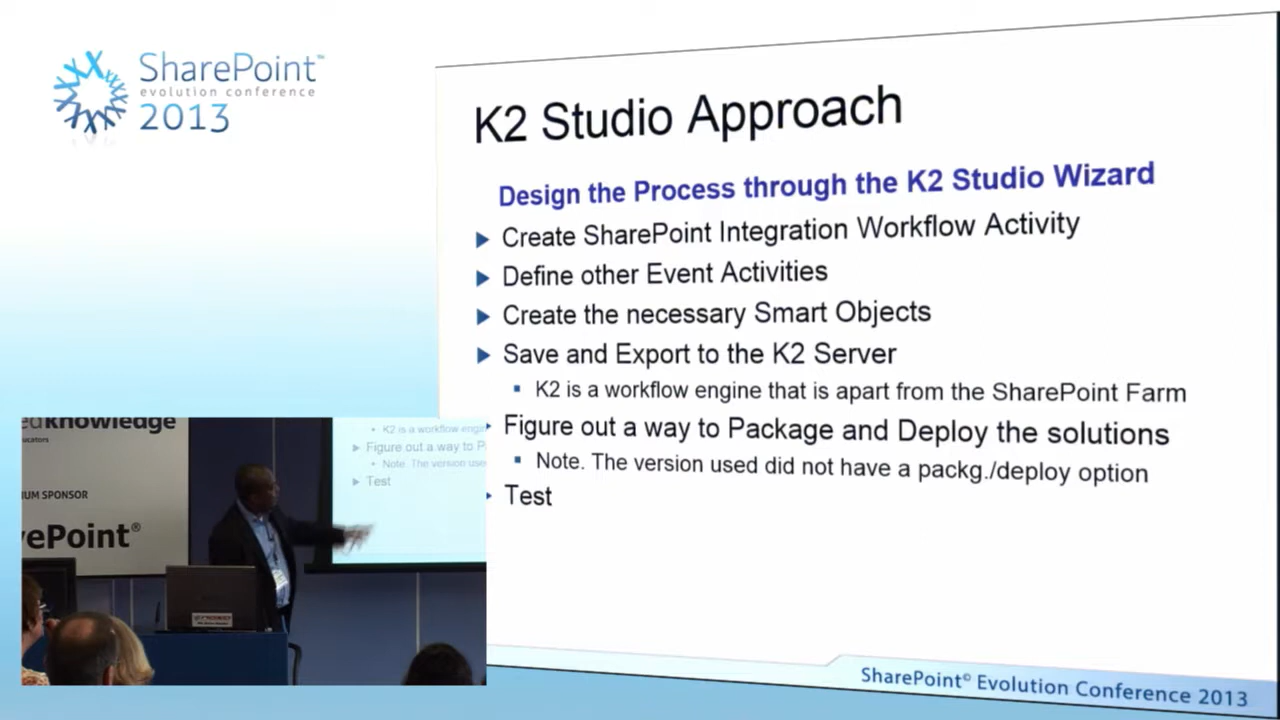 SharePoint™
evolution conference
2013
K2 Studio Approach
Design the Process through the K2 Studio Wizard
Create SharePoint Integration Workflow Activity
Define other Event Activities
Create the necessary Smart Objects
Save and Export to the K2 Server
K2 is a workflow engine that is apart from the SharePoint Farm
Figure out a way to Package and Deploy the solutions
Note. The version used did not have a packg./deploy option
Test
SharePoint® Evolution Conference 2013
edknowledge
ucators
UM SPONSOR
ePoint®
K2 is a workflow engin
Figure out a way to P
Note. The version use
Test